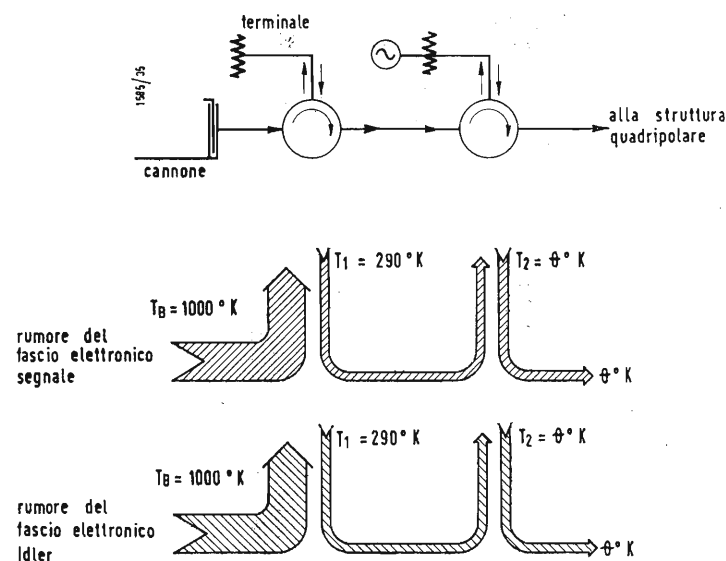 terminale
1585/35
cannone
alla struttura
quadripolare
T1 = 290° K
T2 = θ° K
TB = 1000° K
rumore del
fascio elettronico
segnale
θ° K
T1 = 290° K
T2 = θ° K
TB = 1000° K
rumore del
fascio elettronico
Idler
θ° K